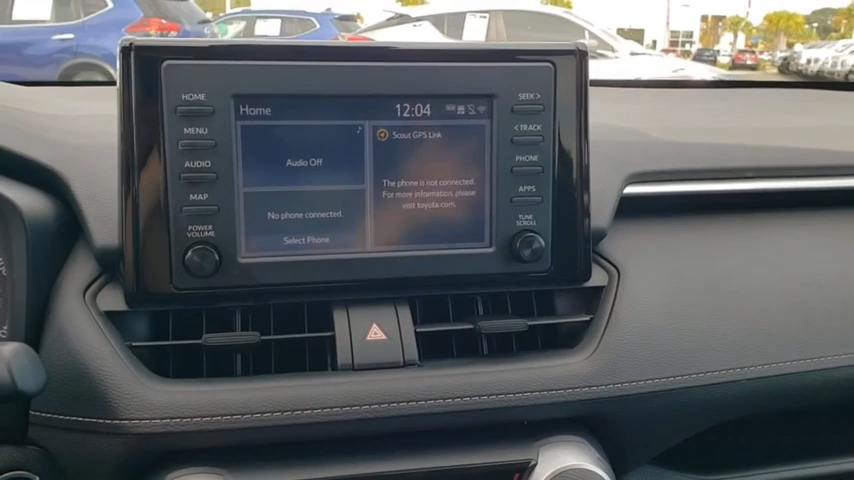 HOME
MENU
AUDIO
MAP
POWER
VOLUME
Home
12:04
Audio Off
No phone connected.
Select Phone
Scout GPS Link
The phone is not connected.
For more information, please
visit toyota.com.
SEEK >
< TRACK
PHONE
APPS
TUNE
SCROLL